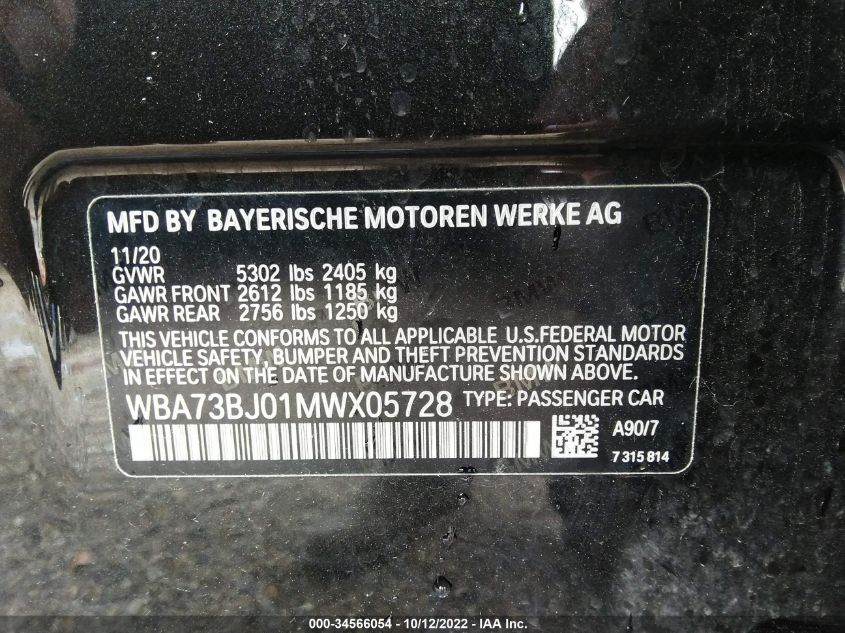 MFD BY BAYERISCHE MOTOREN WERKE AG
11/20
GVWR 5302 lbs 2405 kg
GAWR FRONT 2612 lbs 1185 kg
GAWR REAR 2756 lbs 1250 kg
THIS VEHICLE CONFORMS TO ALL APPLICABLE U.S.FEDERAL MOTOR
VEHICLE SAFETY, BUMPER AND THEFT PREVENTION STANDARDS
IN EFFECT ON THE DATE OF MANUFACTURE SHOWN ABOVE.
WBA73BJ01MWX05728 TYPE: PASSENGER CAR
A90/7
7 315 814
000-34566054 - 10/12/2022 - IAA Inc.